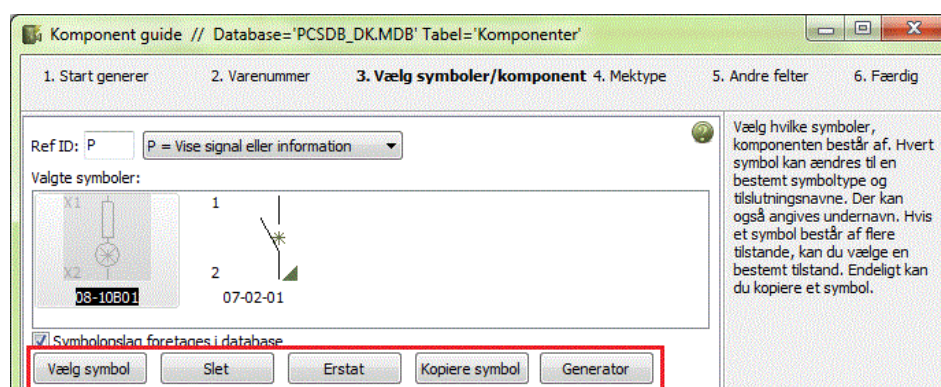 Komponent guide // Database='PCSDB_DK.MDB' Tabel='Komponenter'
1. Start generer 2. Varenummer 3. Vælg symboler/komponent 4. Mektype 5. Andre felter 6. Færdig
Ref ID: P P = Vise signal eller information
Valgte symboler:
X1
X2
08-10B01
1
2
07-02-01
Symbolopslag foretages i database
Vælg symbol Slet Erstat Kopiere symbol Generator
Vælg hvilke symboler,
komponenten består af. Hvert
symbol kan ændres til en
bestemt symboltype og
tilslutningsnavne. Der kan
også angives undernavn. Hvis
et symbol består af flere
tilstande, kan du vælge en
bestemt tilstand. Endeligt kan
du kopiere et symbol.